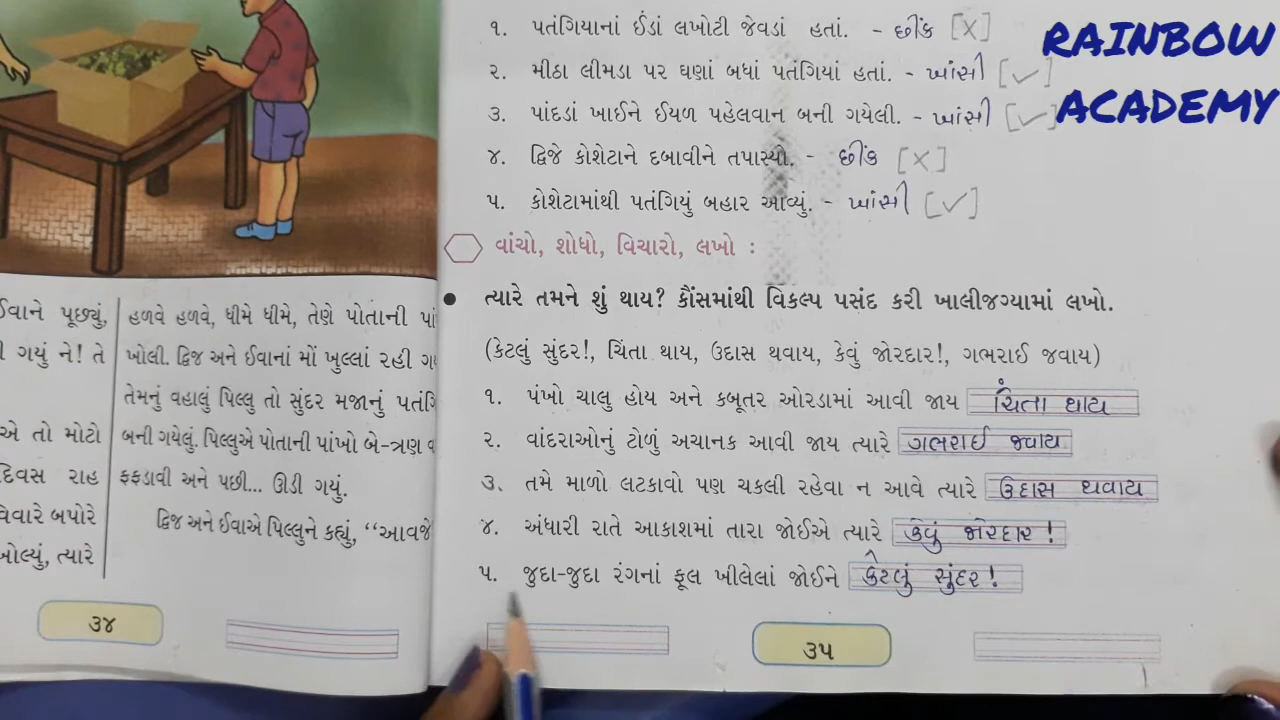 ૧. પતંગિયાનાં ઈંડાં લખોટી જેવડાં હતાં. - છીંક [×]
૨. મીઠા લીમડા પર ઘણાં બધાં પતંગિયાં હતાં. - ખાંસી [✓]
૩. પાંદડાં ખાઈને ઈયળ પહેલવાન બની ગયેલી. - ખાંસી [✓]
૪. દ્વિજે કોશેટાને દબાવીને તપાસ્યો. - છીંક [×]
૫. કોશેટામાંથી પતંગિયું બહાર આવ્યું. - ખાંસી [✓]
RAINBOW
ACADEMY
વાંચો, શોધો, વિચારો, લખો :
● ત્યારે તમને શું થાય? કૌંસમાંથી વિકલ્પ પસંદ કરી ખાલીજગ્યામાં લખો.
(કેટલું સુંદર!, ચિંતા થાય, ઉદાસ થવાય, કેવું જોરદાર!, ગભરાઈ જવાય)
૧. પંખો ચાલુ હોય અને કબૂતર ઓરડામાં આવી જાય ચિંતા થાય
૨. વાંદરાઓનું ટોળું અચાનક આવી જાય ત્યારે ગભરાઈ જવાય
૩. તમે માળો લટકાવો પણ ચકલી રહેવા ન આવે ત્યારે ઉદાસ થવાય
૪. અંધારી રાતે આકાશમાં તારા જોઈએ ત્યારે કેવું જોરદાર !
૫. જુદા-જુદા રંગનાં ફૂલ ખીલેલાં જોઈને કેટલું સુંદર !
૩૫
પૂછ્યું,
ગયું ને! તે
એ તો મોટો
દિવસ રાહ
બપોરે
ત્યારે
હળવે હળવે, ધીમે ધીમે, તેણે પોતાની
ખોલી. દ્વિજ અને ઈવાનાં મોં ખુલ્લાં રહી
તેમનું વહાલું પિલ્લુ તો સુંદર મજાનું
બની ગયેલું. પિલ્લુએ પોતાની પાંખો બે-ત્રણ
ફફડાવી અને પછી... ઊડી ગયું.
દ્વિજ અને ઈવાએ પિલ્લુને કહ્યું, “આવજે
૩૪